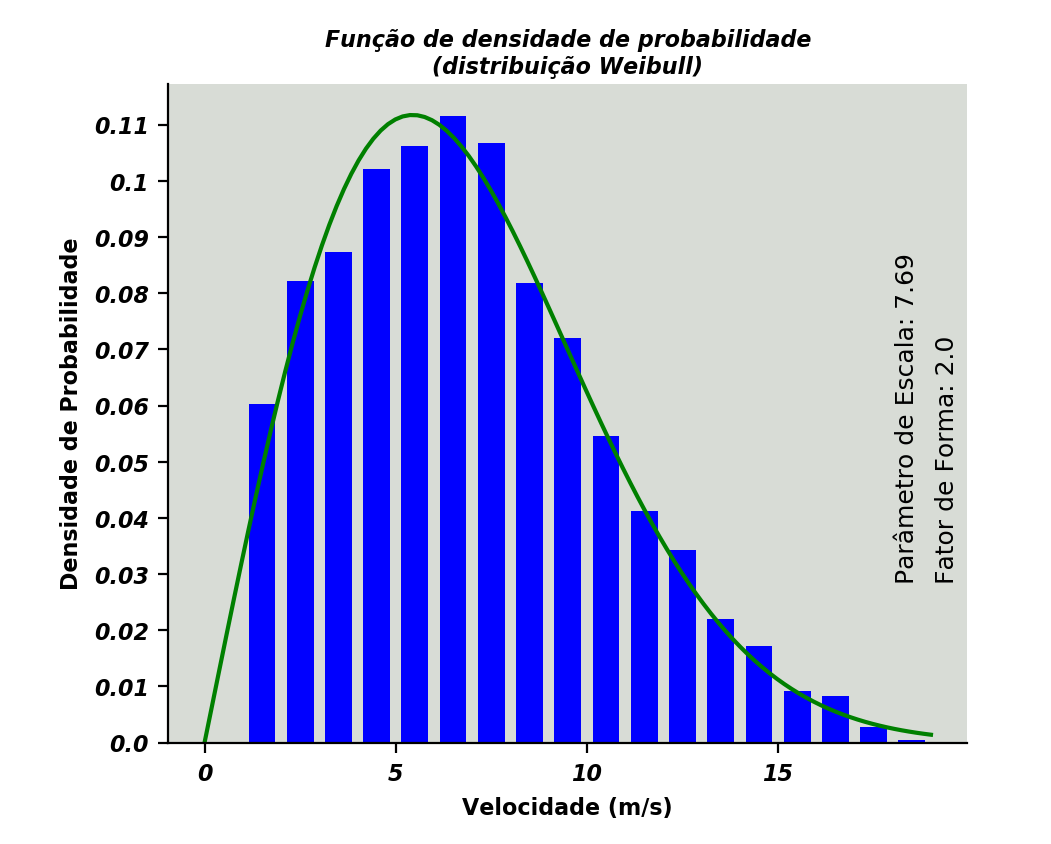 Função de densidade de probabilidade
(distribuição Weibull)
0.11
0.1
0.09
0.08
0.07
0.06
0.05
0.04
0.03
0.02
0.01
0.0
Densidade de Probabilidade
0
5
10
15
Velocidade (m/s)
Parâmetro de Escala: 7.69
Fator de Forma: 2.0